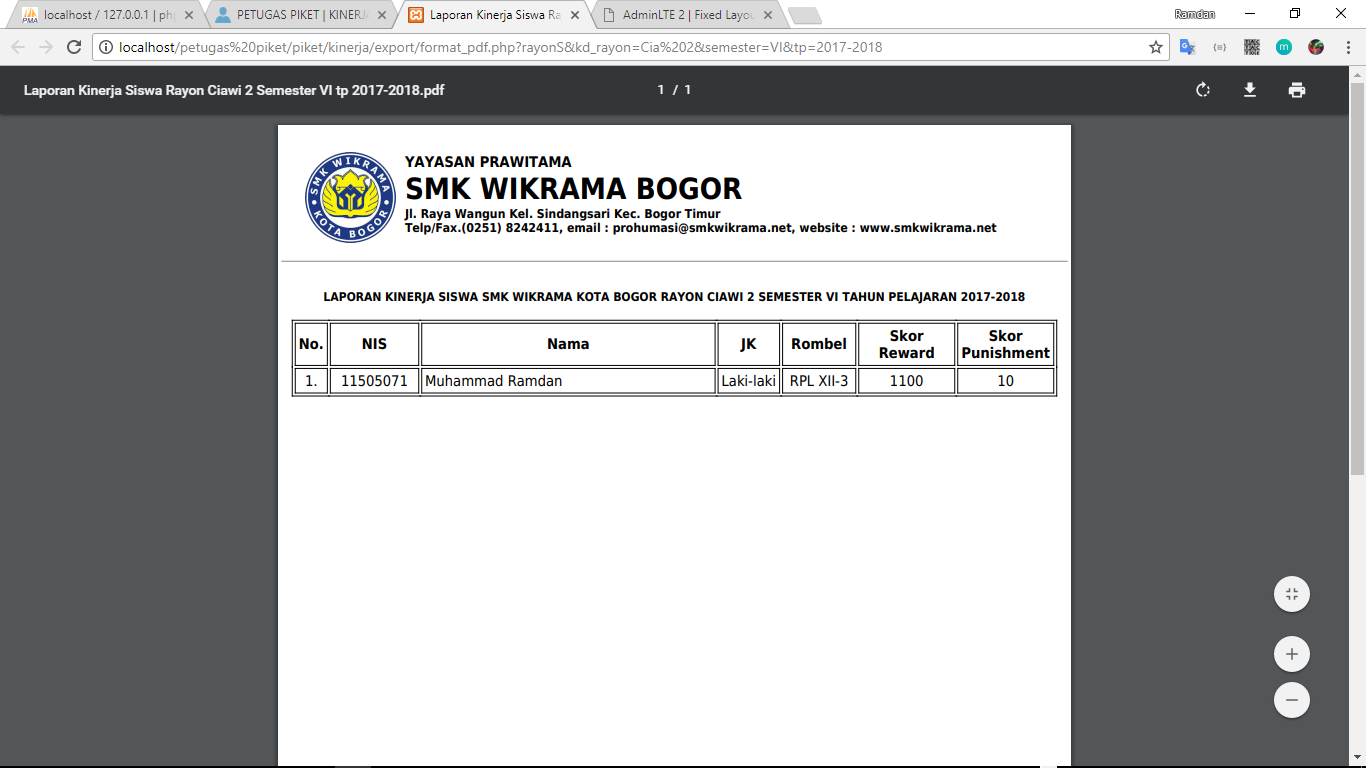 localhost / 127.0.0.1 | ph
PETUGAS PIKET | KINERJ
Laporan Kinerja Siswa Ra
AdminLTE 2 | Fixed Layou
Ramdan
localhost/petugas%20piket/piket/kinerja/export/format_pdf.php?rayonS&kd_rayon=Cia%202&semester=VI&tp=2017-2018
Laporan Kinerja Siswa Rayon Ciawi 2 Semester VI tp 2017-2018.pdf
1 / 1
SMK WIKRAMA
KOTA BOGOR
YAYASAN PRAWITAMA
SMK WIKRAMA BOGOR
Jl. Raya Wangun Kel. Sindangsari Kec. Bogor Timur
Telp/Fax.(0251) 8242411, email : prohumasi@smkwikrama.net, website : www.smkwikrama.net
LAPORAN KINERJA SISWA SMK WIKRAMA KOTA BOGOR RAYON CIAWI 2 SEMESTER VI TAHUN PELAJARAN 2017-2018
No. NIS Nama JK Rombel Skor Reward Skor Punishment
1. 11505071 Muhammad Ramdan Laki-laki RPL XII-3 1100 10